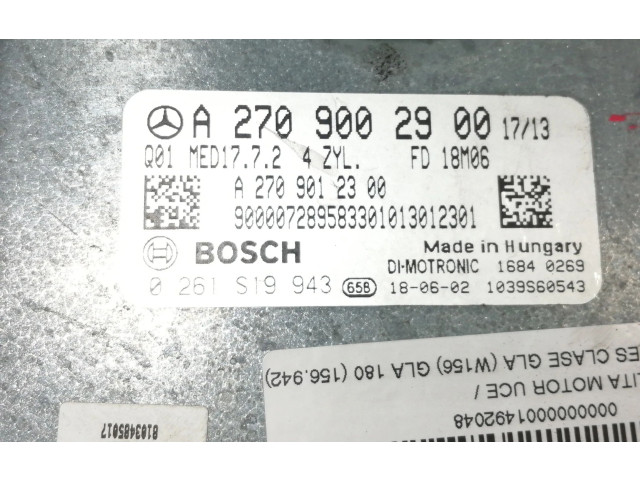 A 270 900 29 00 17/13
Q01 MED17.7.2 4 ZYL. FD 18M06
A 270 901 23 00
900007289583301013012301
BOSCH
Made in Hungary
DI-MOTRONIC 1684 0269
0 261 S19 943 65B 18-06-02 1039S60543
0000000001492048
LITA MOTOR UCE /
ES CLASE GLA (W156) GLA 180 (156.942)
8103485017